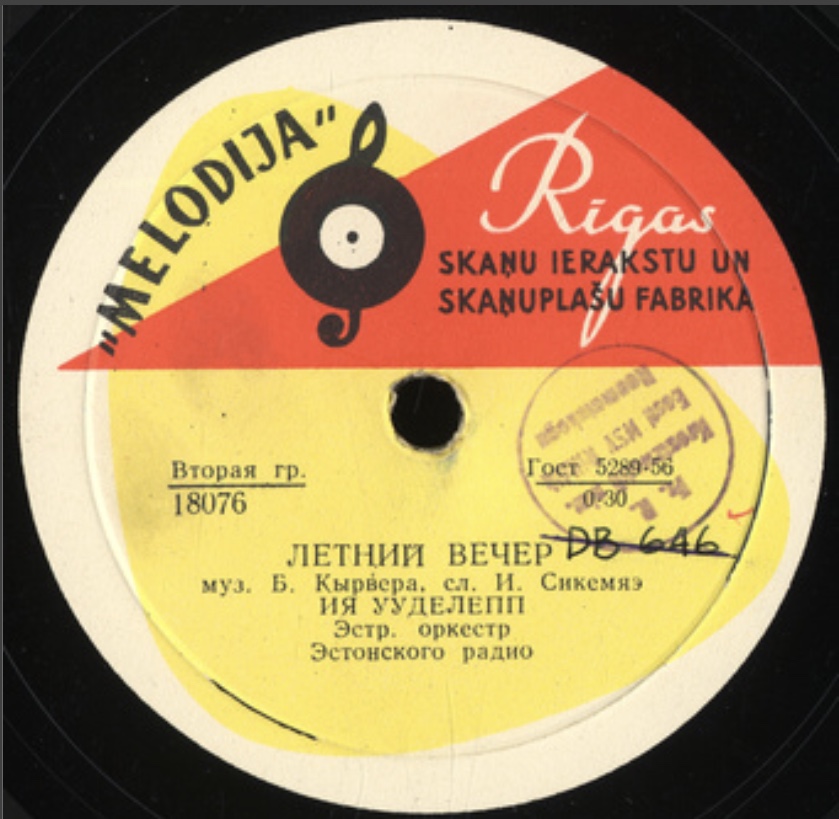 „MELODIJA"
Rīgas
SKAŅU IERAKSTU UN
SKAŅUPLAŠU FABRIKA
Вторая гр.
18076
Гост 5289-56
0-30
ЛЕТНИЙ ВЕЧЕР
DB 646
муз. Б. Кырвера, сл. И. Сикемяэ
ИЯ УУДЕЛЕПП
Эстр. оркестр
Эстонского радио